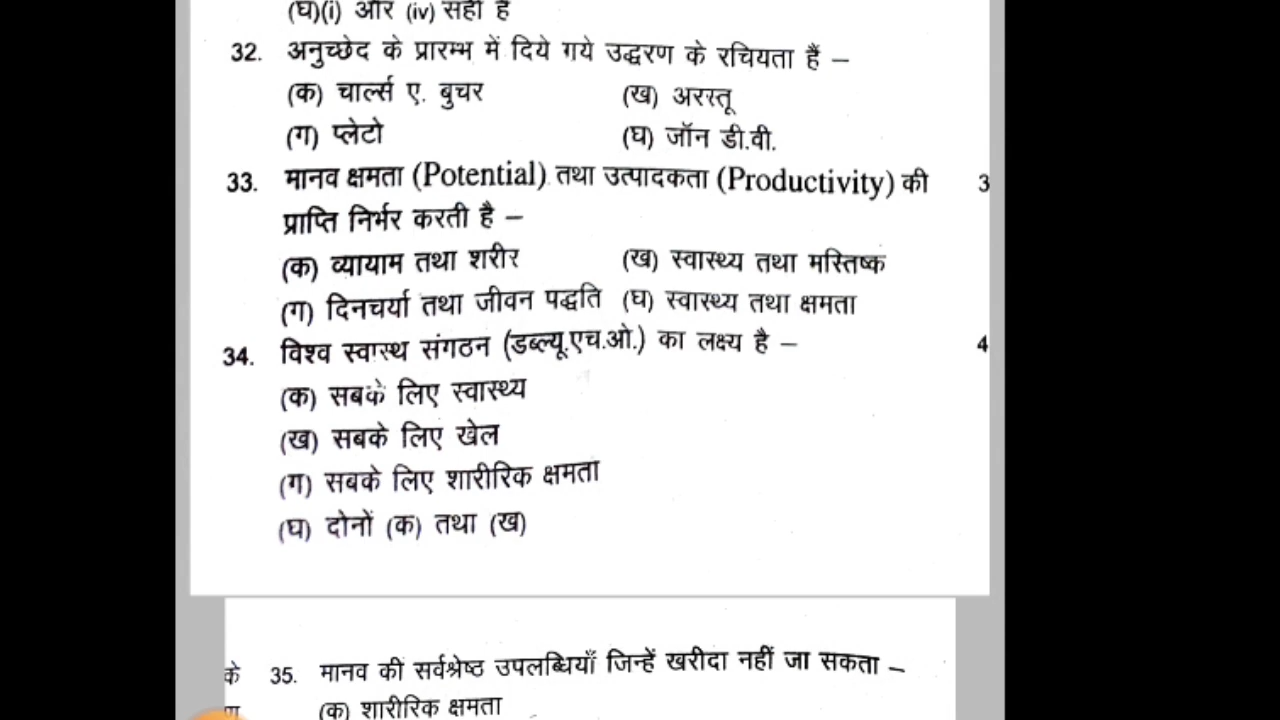 (घ)(i) और (iv) सही है
32. अनुच्छेद के प्रारम्भ में दिये गये उद्धरण के रचियता हैं –
(क) चार्ल्स ए. बुचर (ख) अरस्तू
(ग) प्लेटो (घ) जॉन डी.वी.
33. मानव क्षमता (Potential) तथा उत्पादकता (Productivity) की 3
प्राप्ति निर्भर करती है –
(क) व्यायाम तथा शरीर (ख) स्वास्थ्य तथा मस्तिष्क
(ग) दिनचर्या तथा जीवन पद्धति (घ) स्वास्थ्य तथा क्षमता
34. विश्व स्वास्थ संगठन (डब्ल्यू.एच.ओ.) का लक्ष्य है – 4
(क) सबके लिए स्वास्थ्य
(ख) सबके लिए खेल
(ग) सबके लिए शारीरिक क्षमता
(घ) दोनों (क) तथा (ख)
के 35. मानव की सर्वश्रेष्ठ उपलब्धियाँ जिन्हें खरीदा नहीं जा सकता –
(क) शारीरिक क्षमता